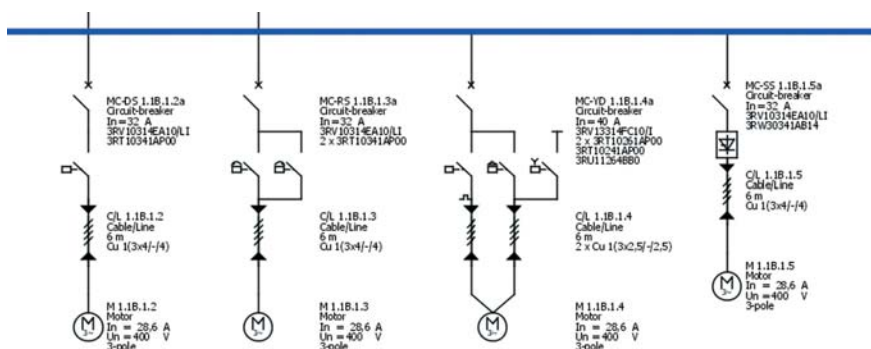 MC-DS 1.1B.1.2a
Circuit-breaker
In=32 A
3RV10314EA10/LI
3RT10341AP00
MC-RS 1.1B.1.3a
Circuit-breaker
In=32 A
3RV10314EA10/LI
2 x 3RT10341AP00
MC-YD 1.1B.1.4a
Circuit-breaker
In=40 A
3RV13314FC10/I
2 x 3RT10261AP00
3RT10241AP00
3RU11264BB0
MC-SS 1.1B.1.5a
Circuit-breaker
In=32 A
3RV10314EA10/LI
3RW30341AB14
Y
C/L 1.1B.1.2
Cable/Line
6 m
Cu 1(3x4/-/4)
C/L 1.1B.1.3
Cable/Line
6 m
Cu 1(3x4/-/4)
C/L 1.1B.1.4
Cable/Line
6 m
2 x Cu 1(3x2,5/-/2,5)
C/L 1.1B.1.5
Cable/Line
6 m
Cu 1(3x4/-/4)
M
3~
M 1.1B.1.2
Motor
In = 28,6 A
Un =400 V
3-pole
M
3~
M 1.1B.1.3
Motor
In = 28,6 A
Un =400 V
3-pole
M
3~
M 1.1B.1.4
Motor
In = 28,6 A
Un =400 V
3-pole
M
3~
M 1.1B.1.5
Motor
In = 28,6 A
Un =400 V
3-pole